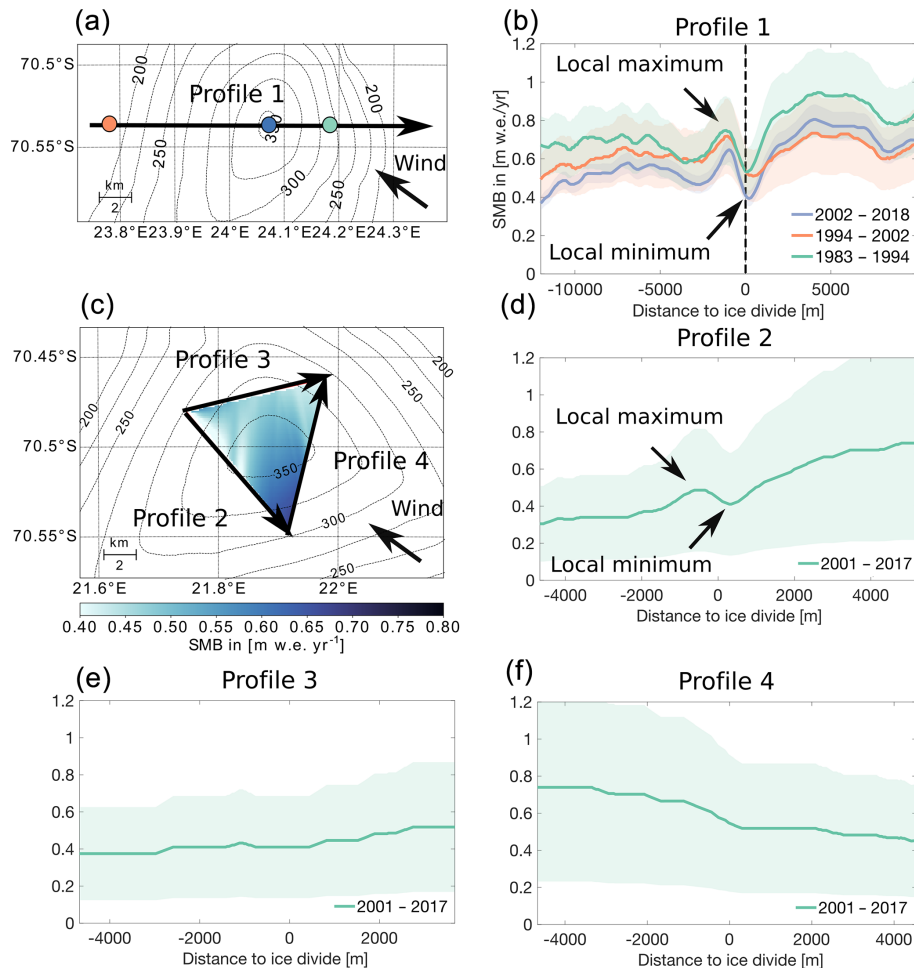 (a)
70.5°S
70.55°S
200
250
Profile 1
300
300
250
200
Wind
km
2
23.8°E
23.9°E
24°E
24.1°E
24.2°E
24.3°E
(b)
Profile 1
SMB in [m w.e./yr]
1.2
1
0.8
0.6
0.4
0.2
0
Local maximum
Local minimum
2002 – 2018
1994 – 2002
1983 – 1994
-10000
-5000
0
5000
Distance to ice divide [m]
(c)
70.45°S
70.5°S
70.55°S
200
250
Profile 3
250
200
350
Profile 4
Profile 2
300
250
Wind
km
2
21.6°E
21.8°E
22°E
0.40 0.45 0.50 0.55 0.60 0.65 0.70 0.75 0.80
SMB in [m w.e. yr⁻¹]
(d)
Profile 2
1.2
1
0.8
0.6
0.4
0.2
0
Local maximum
Local minimum
2001 – 2017
-4000
-2000
0
2000
4000
Distance to ice divide [m]
(e)
Profile 3
1.2
1
0.8
0.6
0.4
0.2
0
2001 – 2017
-4000
-2000
0
2000
Distance to ice divide [m]
(f)
Profile 4
1.2
1
0.8
0.6
0.4
0.2
0
2001 – 2017
-4000
-2000
0
2000
4000
Distance to ice divide [m]